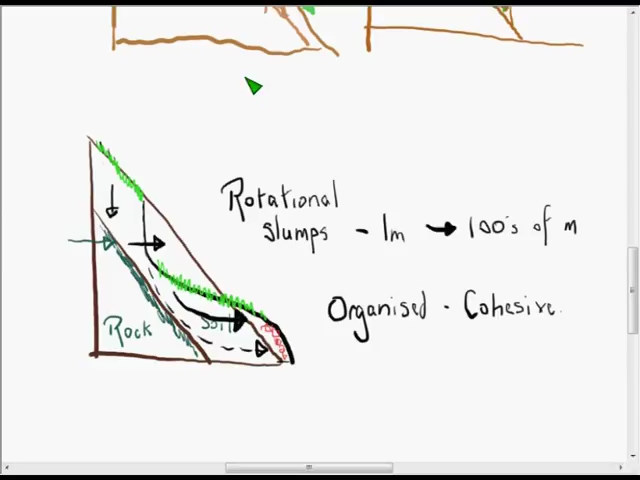 Rotational
slumps - 1m → 100's of m
Organised - Cohesive.
Soil
Rock